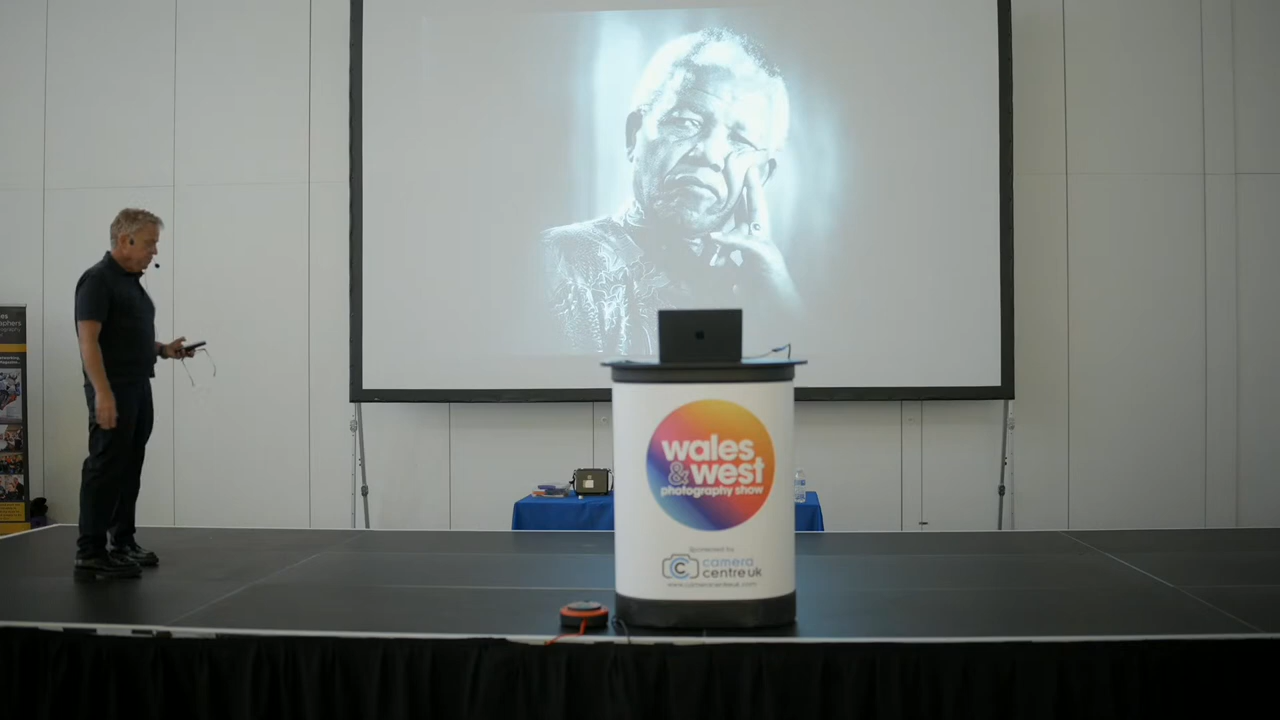 wales
& west
photography show
Sponsored by
camera
centre uk
www.cameracentreuk.com